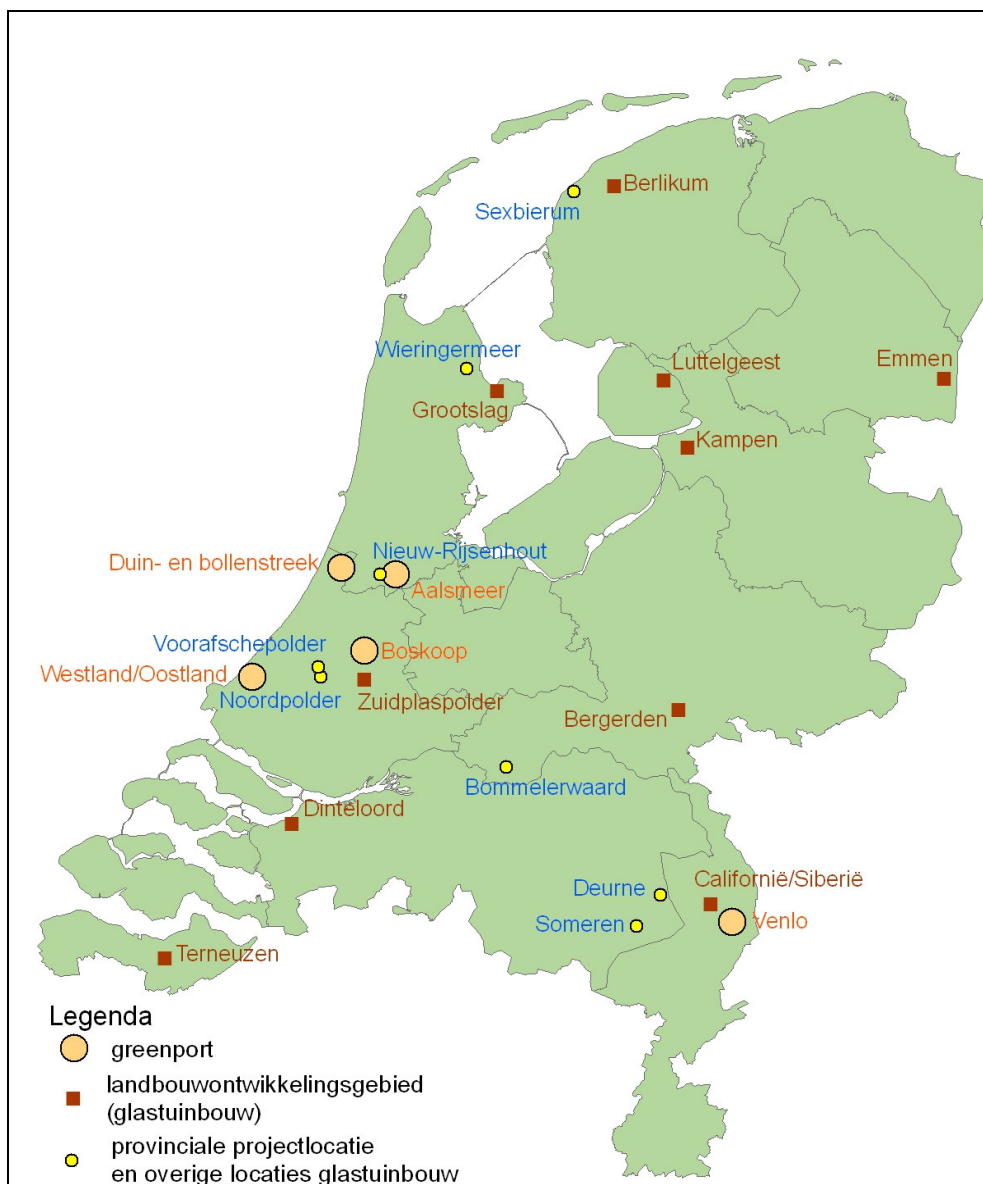 Berlikum
Sexbierum
Wieringermeer
Luttelgeest
Emmen
Grootslag
Kampen
Nieuw-Rijsenhout
Duin- en bollenstreek
Aalsmeer
Voorafschepolder
Boskoop
Westland/Oostland
Noordpolder
Zuidplaspolder
Bergerden
Bommelerwaard
Dinteloord
Californië/Siberië
Deurne
Someren
Venlo
Terneuzen
Legenda
greenport
landbouwontwikkelingsgebied
(glastuinbouw)
provinciale projectlocatie
en overige locaties glastuinbouw